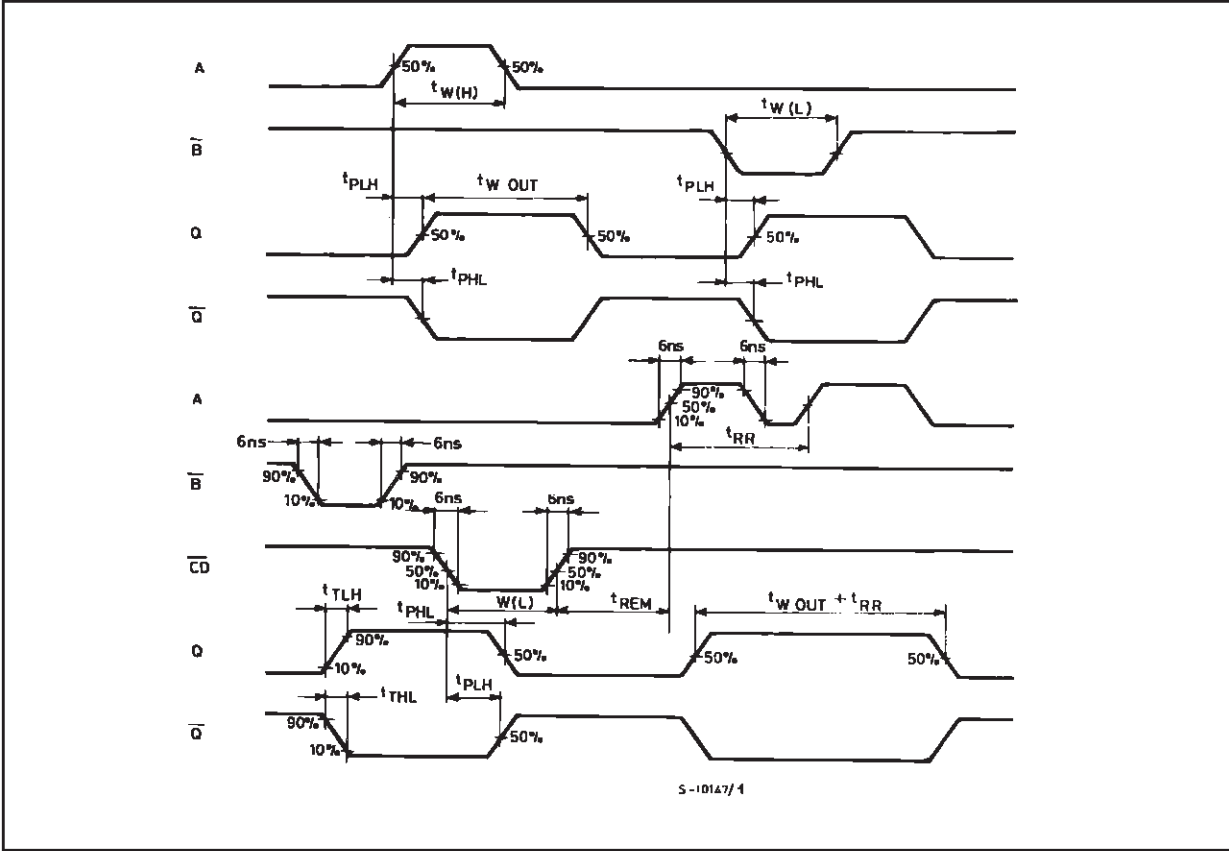 A
50%
50%
tW(H)
B̅
tW(L)
tPLH
tW OUT
tPLH
Q
50%
50%
50%
tPHL
tPHL
Q̅
6ns
6ns
A
90%
50%
10%
tRR
6ns
6ns
B̅
90%
90%
10%
10%
6ns
6ns
C̅D̅
90%
90%
50%
50%
10%
10%
tTLH
tPHL
W(L)
tREM
tW OUT + tRR
Q
90%
10%
50%
50%
50%
tTHL
tPLH
Q̅
90%
10%
50%
S-10147/1